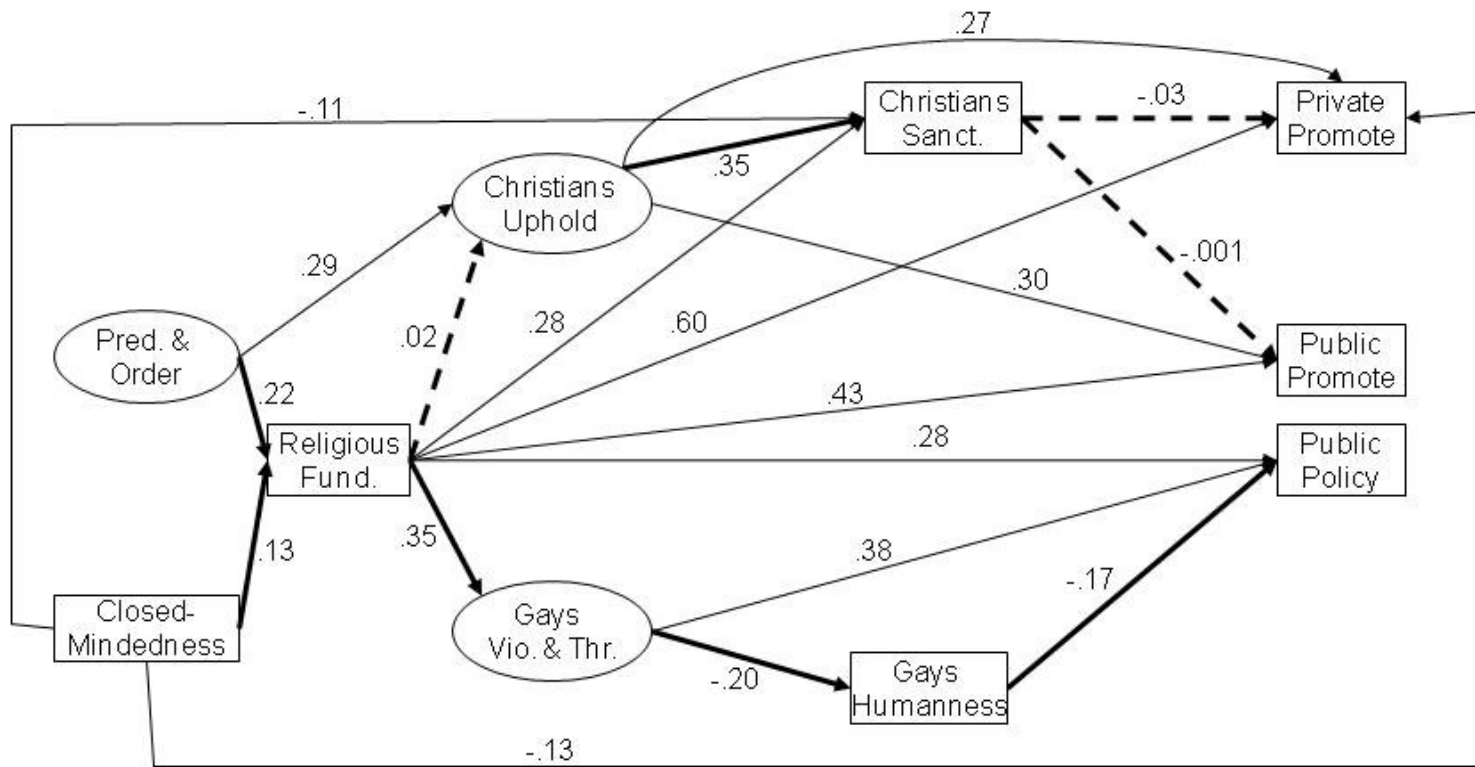 .27
-.11
Christians
Sanct.
-.03
Private
Promote
.35
Christians
Uphold
-.001
.29
.30
.28
.60
.02
Pred. &
Order
Public
Promote
.22
.43
Religious
Fund.
.28
Public
Policy
.35
.13
.38
-.17
Closed-
Mindedness
Gays
Vio. & Thr.
-.20
Gays
Humanness
-.13